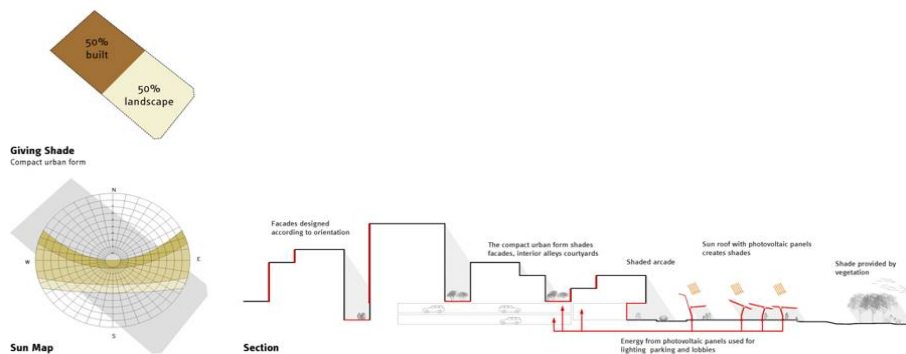 50%
built
50%
landscape
Giving Shade
Compact urban form
N
W
E
S
Sun Map
Facades designed
according to orientation
The compact urban form shades
facades, interior alleys courtyards
Shaded arcade
Sun roof with photovoltaic panels
creates shades
Shade provided by
vegetation
Energy from photovoltaic panels used for
lighting parking and lobbies
Section